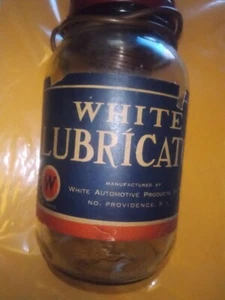 WHITE
LUBRICAT
W
MANUFACTURED BY
WHITE AUTOMOTIVE PRODUCTS
NO. PROVIDENCE, R. I.